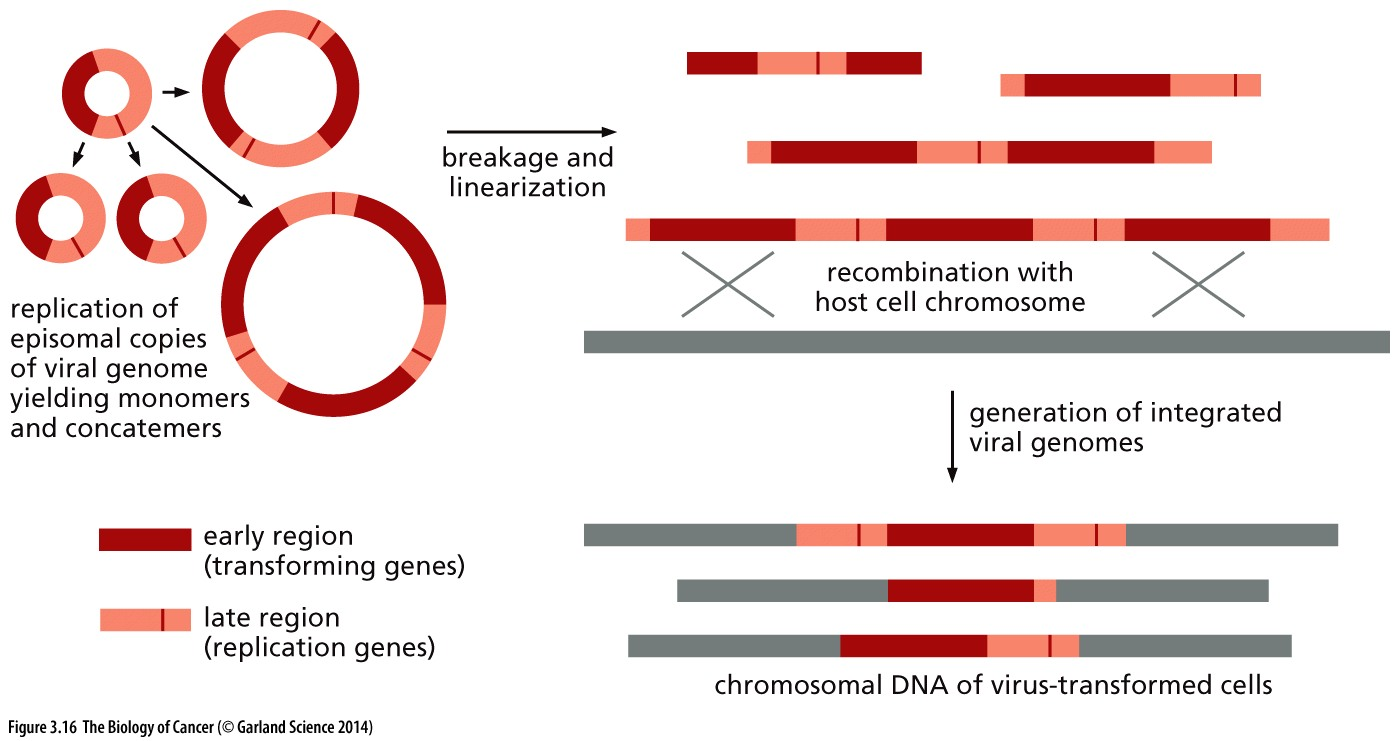 breakage and
linearization
recombination with
host cell chromosome
replication of
episomal copies
of viral genome
yielding monomers
and concatemers
generation of integrated
viral genomes
early region
(transforming genes)
late region
(replication genes)
chromosomal DNA of virus-transformed cells
Figure 3.16 The Biology of Cancer (© Garland Science 2014)